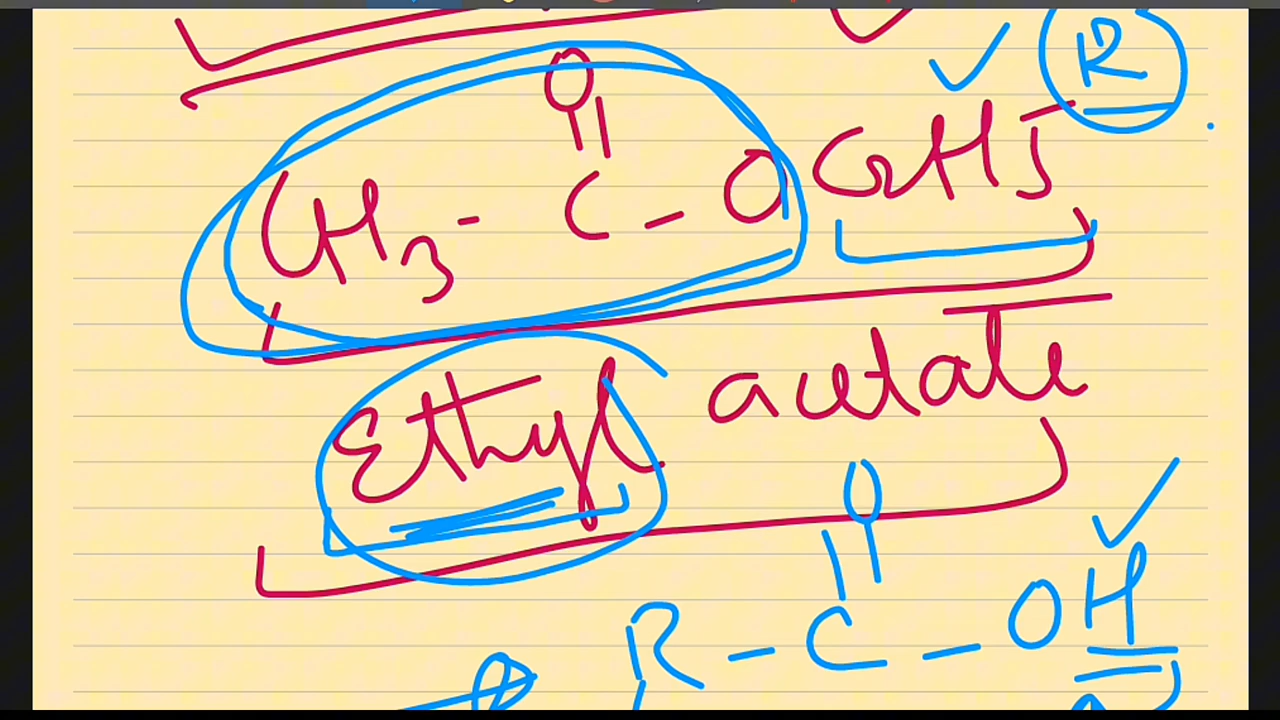 R
O
||
CH3 - C - O C2H5
Ethyl acetate
O
||
R - C - OH